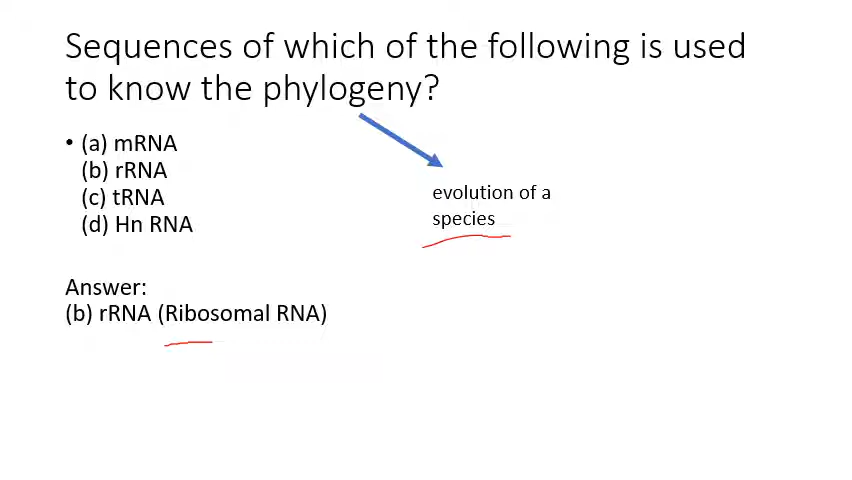 Sequences of which of the following is used
to know the phylogeny?
• (a) mRNA
(b) rRNA
(c) tRNA
(d) Hn RNA
evolution of a
species
Answer:
(b) rRNA (Ribosomal RNA)